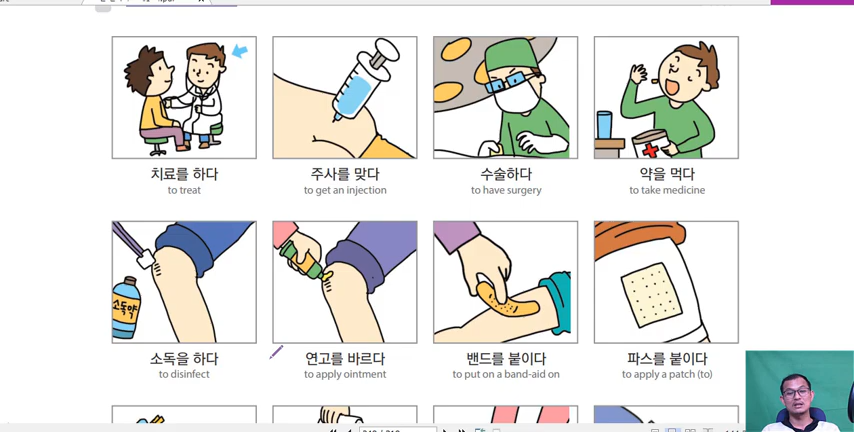 치료를 하다
to treat
주사를 맞다
to get an injection
수술하다
to have surgery
약을 먹다
to take medicine
소독약
소독을 하다
to disinfect
연고를 바르다
to apply ointment
밴드를 붙이다
to put on a band-aid on
파스를 붙이다
to apply a patch (to)